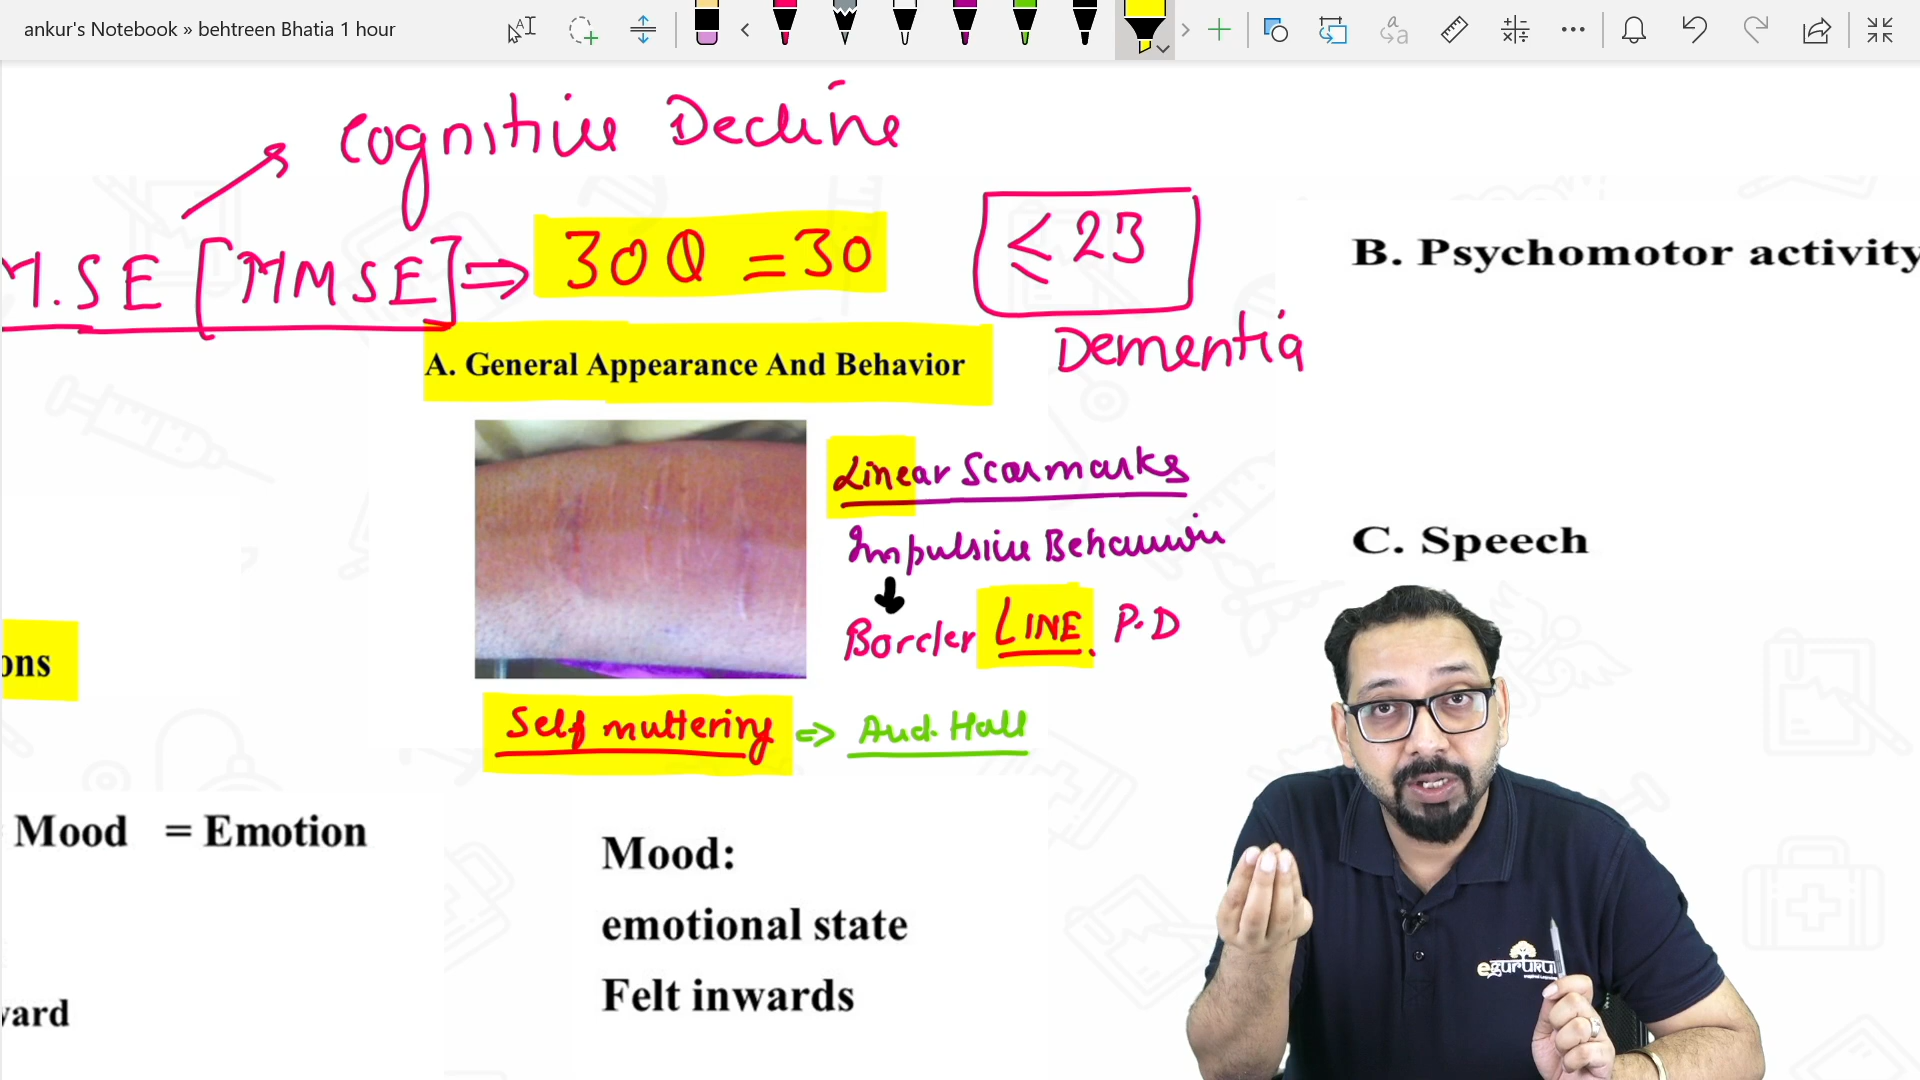 ankur's Notebook » behtreen Bhatia 1 hour
Cognitive Decline
M.S E [MMSE] ⇒ 30 Q = 30
≤ 23
Dementia
A. General Appearance And Behavior
Linear Scarmarks
Impulsive Behaviour
Border LINE. P.D
Self muttering ⇒ Aud. Hall
B. Psychomotor activity
C. Speech
ons
Mood = Emotion
Mood:
emotional state
Felt inwards
vard
egurukul